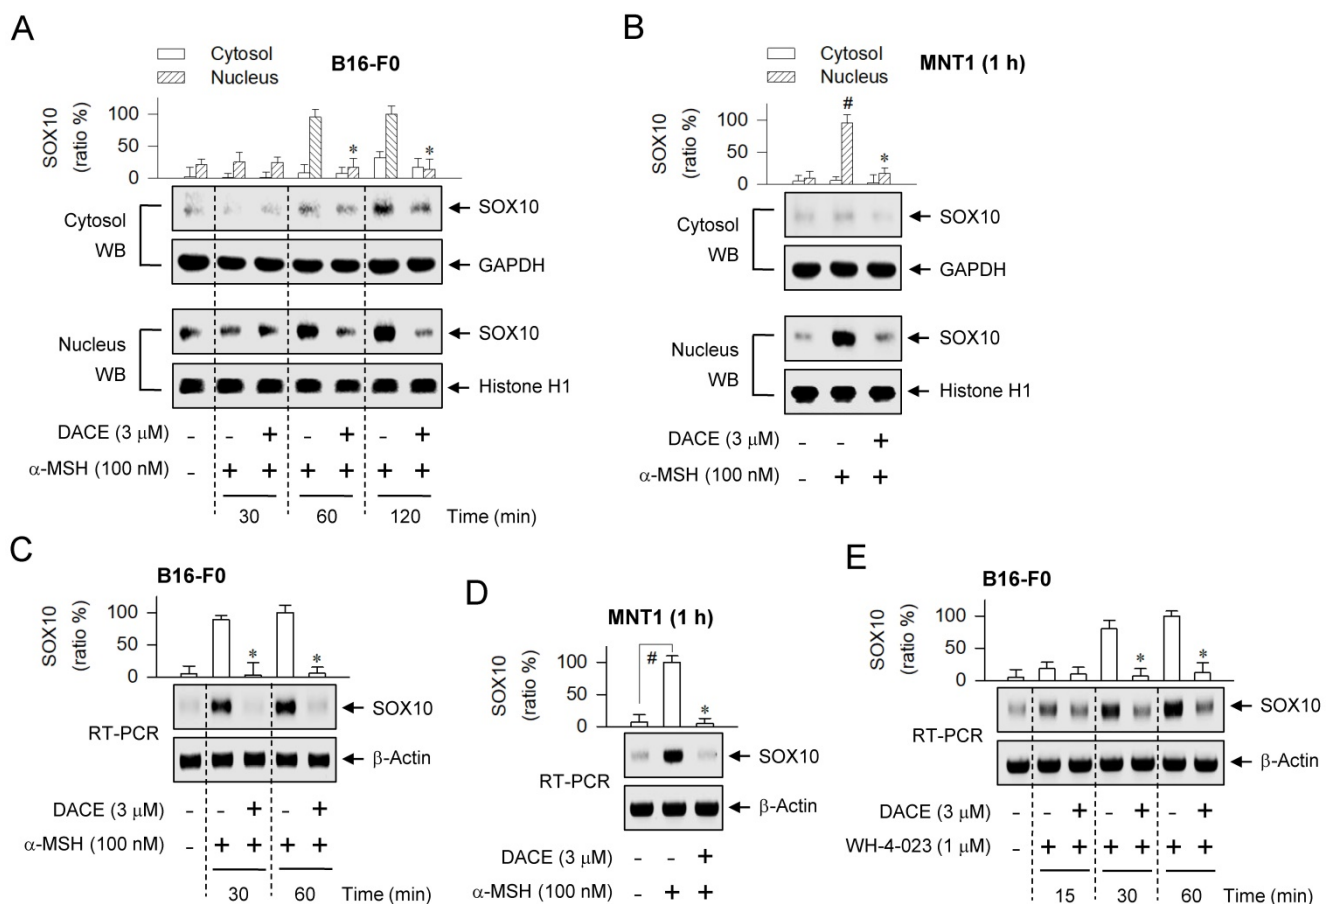 A
Cytosol
Nucleus
B16-F0
SOX10
(ratio %)
100
50
0
* *
Cytosol
WB
SOX10
GAPDH
Nucleus
WB
SOX10
Histone H1
DACE (3 μM) - - + - + - +
α-MSH (100 nM) - + + + + + +
30 60 120 Time (min)
B
Cytosol
Nucleus
MNT1 (1 h)
SOX10
(ratio %)
100
50
0
# *
Cytosol
WB
SOX10
GAPDH
Nucleus
WB
SOX10
Histone H1
DACE (3 μM) - - +
α-MSH (100 nM) - + +
C
B16-F0
SOX10
(ratio %)
100
50
0
* *
RT-PCR
SOX10
β-Actin
DACE (3 μM) - - + - +
α-MSH (100 nM) - + + + +
30 60 Time (min)
D
MNT1 (1 h)
SOX10
(ratio %)
100
50
0
# *
RT-PCR
SOX10
β-Actin
DACE (3 μM) - - +
α-MSH (100 nM) - + +
E
B16-F0
SOX10
(ratio %)
100
50
0
* *
RT-PCR
SOX10
β-Actin
DACE (3 μM) - - + - + - +
WH-4-023 (1 μM) - + + + + + +
15 30 60 Time (min)